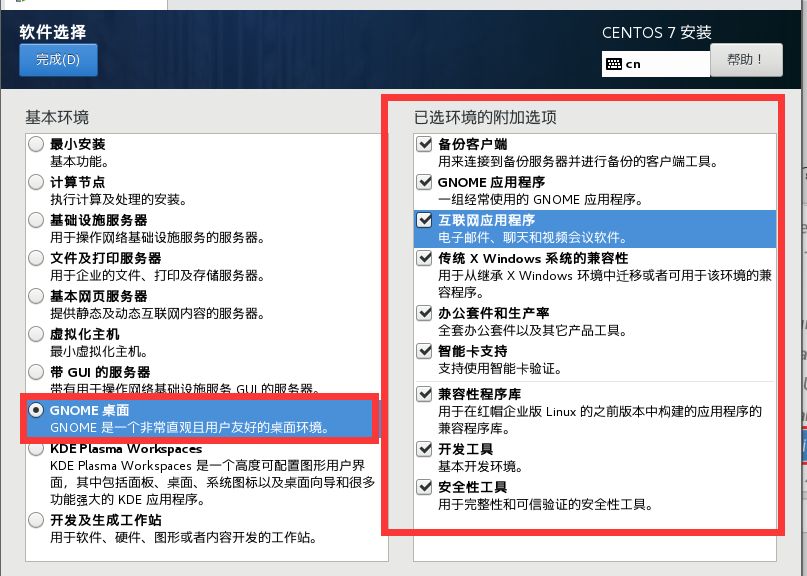 软件选择
CENTOS 7 安装
完成(D)
cn
帮助！
基本环境
最小安装
基本功能。
计算节点
执行计算及处理的安装。
基础设施服务器
用于操作网络基础设施服务的服务器。
文件及打印服务器
用于企业的文件、打印及存储服务器。
基本网页服务器
提供静态及动态互联网内容的服务器。
虚拟化主机
最小虚拟化主机。
带 GUI 的服务器
带有用于操作网络基础设施服务 GUI 的服务器。
GNOME 桌面
GNOME 是一个非常直观且用户友好的桌面环境。
KDE Plasma Workspaces
KDE Plasma Workspaces 是一个高度可配置图形用户界
面，其中包括面板、桌面、系统图标以及桌面向导和很多
功能强大的 KDE 应用程序。
开发及生成工作站
用于软件、硬件、图形或者内容开发的工作站。
已选环境的附加选项
备份客户端
用来连接到备份服务器并进行备份的客户端工具。
GNOME 应用程序
一组经常使用的 GNOME 应用程序。
互联网应用程序
电子邮件、聊天和视频会议软件。
传统 X Windows 系统的兼容性
用于从继承 X Windows 环境中迁移或者可用于该环境的兼
容程序。
办公套件和生产率
全套办公套件以及其它产品工具。
智能卡支持
支持使用智能卡验证。
兼容性程序库
用于在红帽企业版 Linux 的之前版本中构建的应用程序的
兼容程序库。
开发工具
基本开发环境。
安全性工具
用于完整性和可信验证的安全性工具。